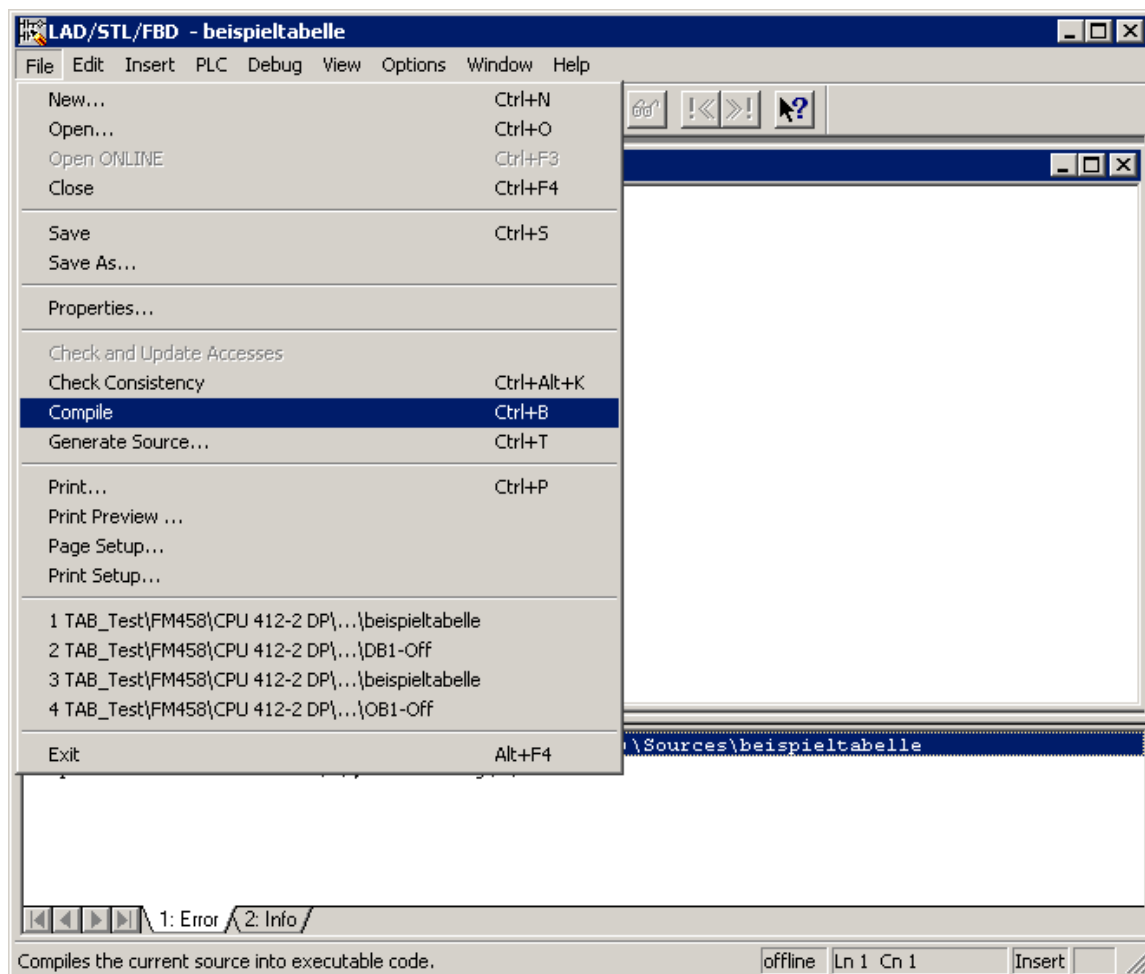 LAD/STL/FBD - beispieltabelle
File Edit Insert PLC Debug View Options Window Help
New... Ctrl+N
Open... Ctrl+O
Open ONLINE Ctrl+F3
Close Ctrl+F4
Save Ctrl+S
Save As...
Properties...
Check and Update Accesses
Check Consistency Ctrl+Alt+K
Compile Ctrl+B
Generate Source... Ctrl+T
Print... Ctrl+P
Print Preview ...
Page Setup...
Print Setup...
1 TAB_Test\FM458\CPU 412-2 DP\...\beispieltabelle
2 TAB_Test\FM458\CPU 412-2 DP\...\DB1-Off
3 TAB_Test\FM458\CPU 412-2 DP\...\beispieltabelle
4 TAB_Test\FM458\CPU 412-2 DP\...\OB1-Off
Exit Alt+F4
\Sources\beispieltabelle
1: Error 2: Info
Compiles the current source into executable code. offline Ln 1 Cn 1 Insert